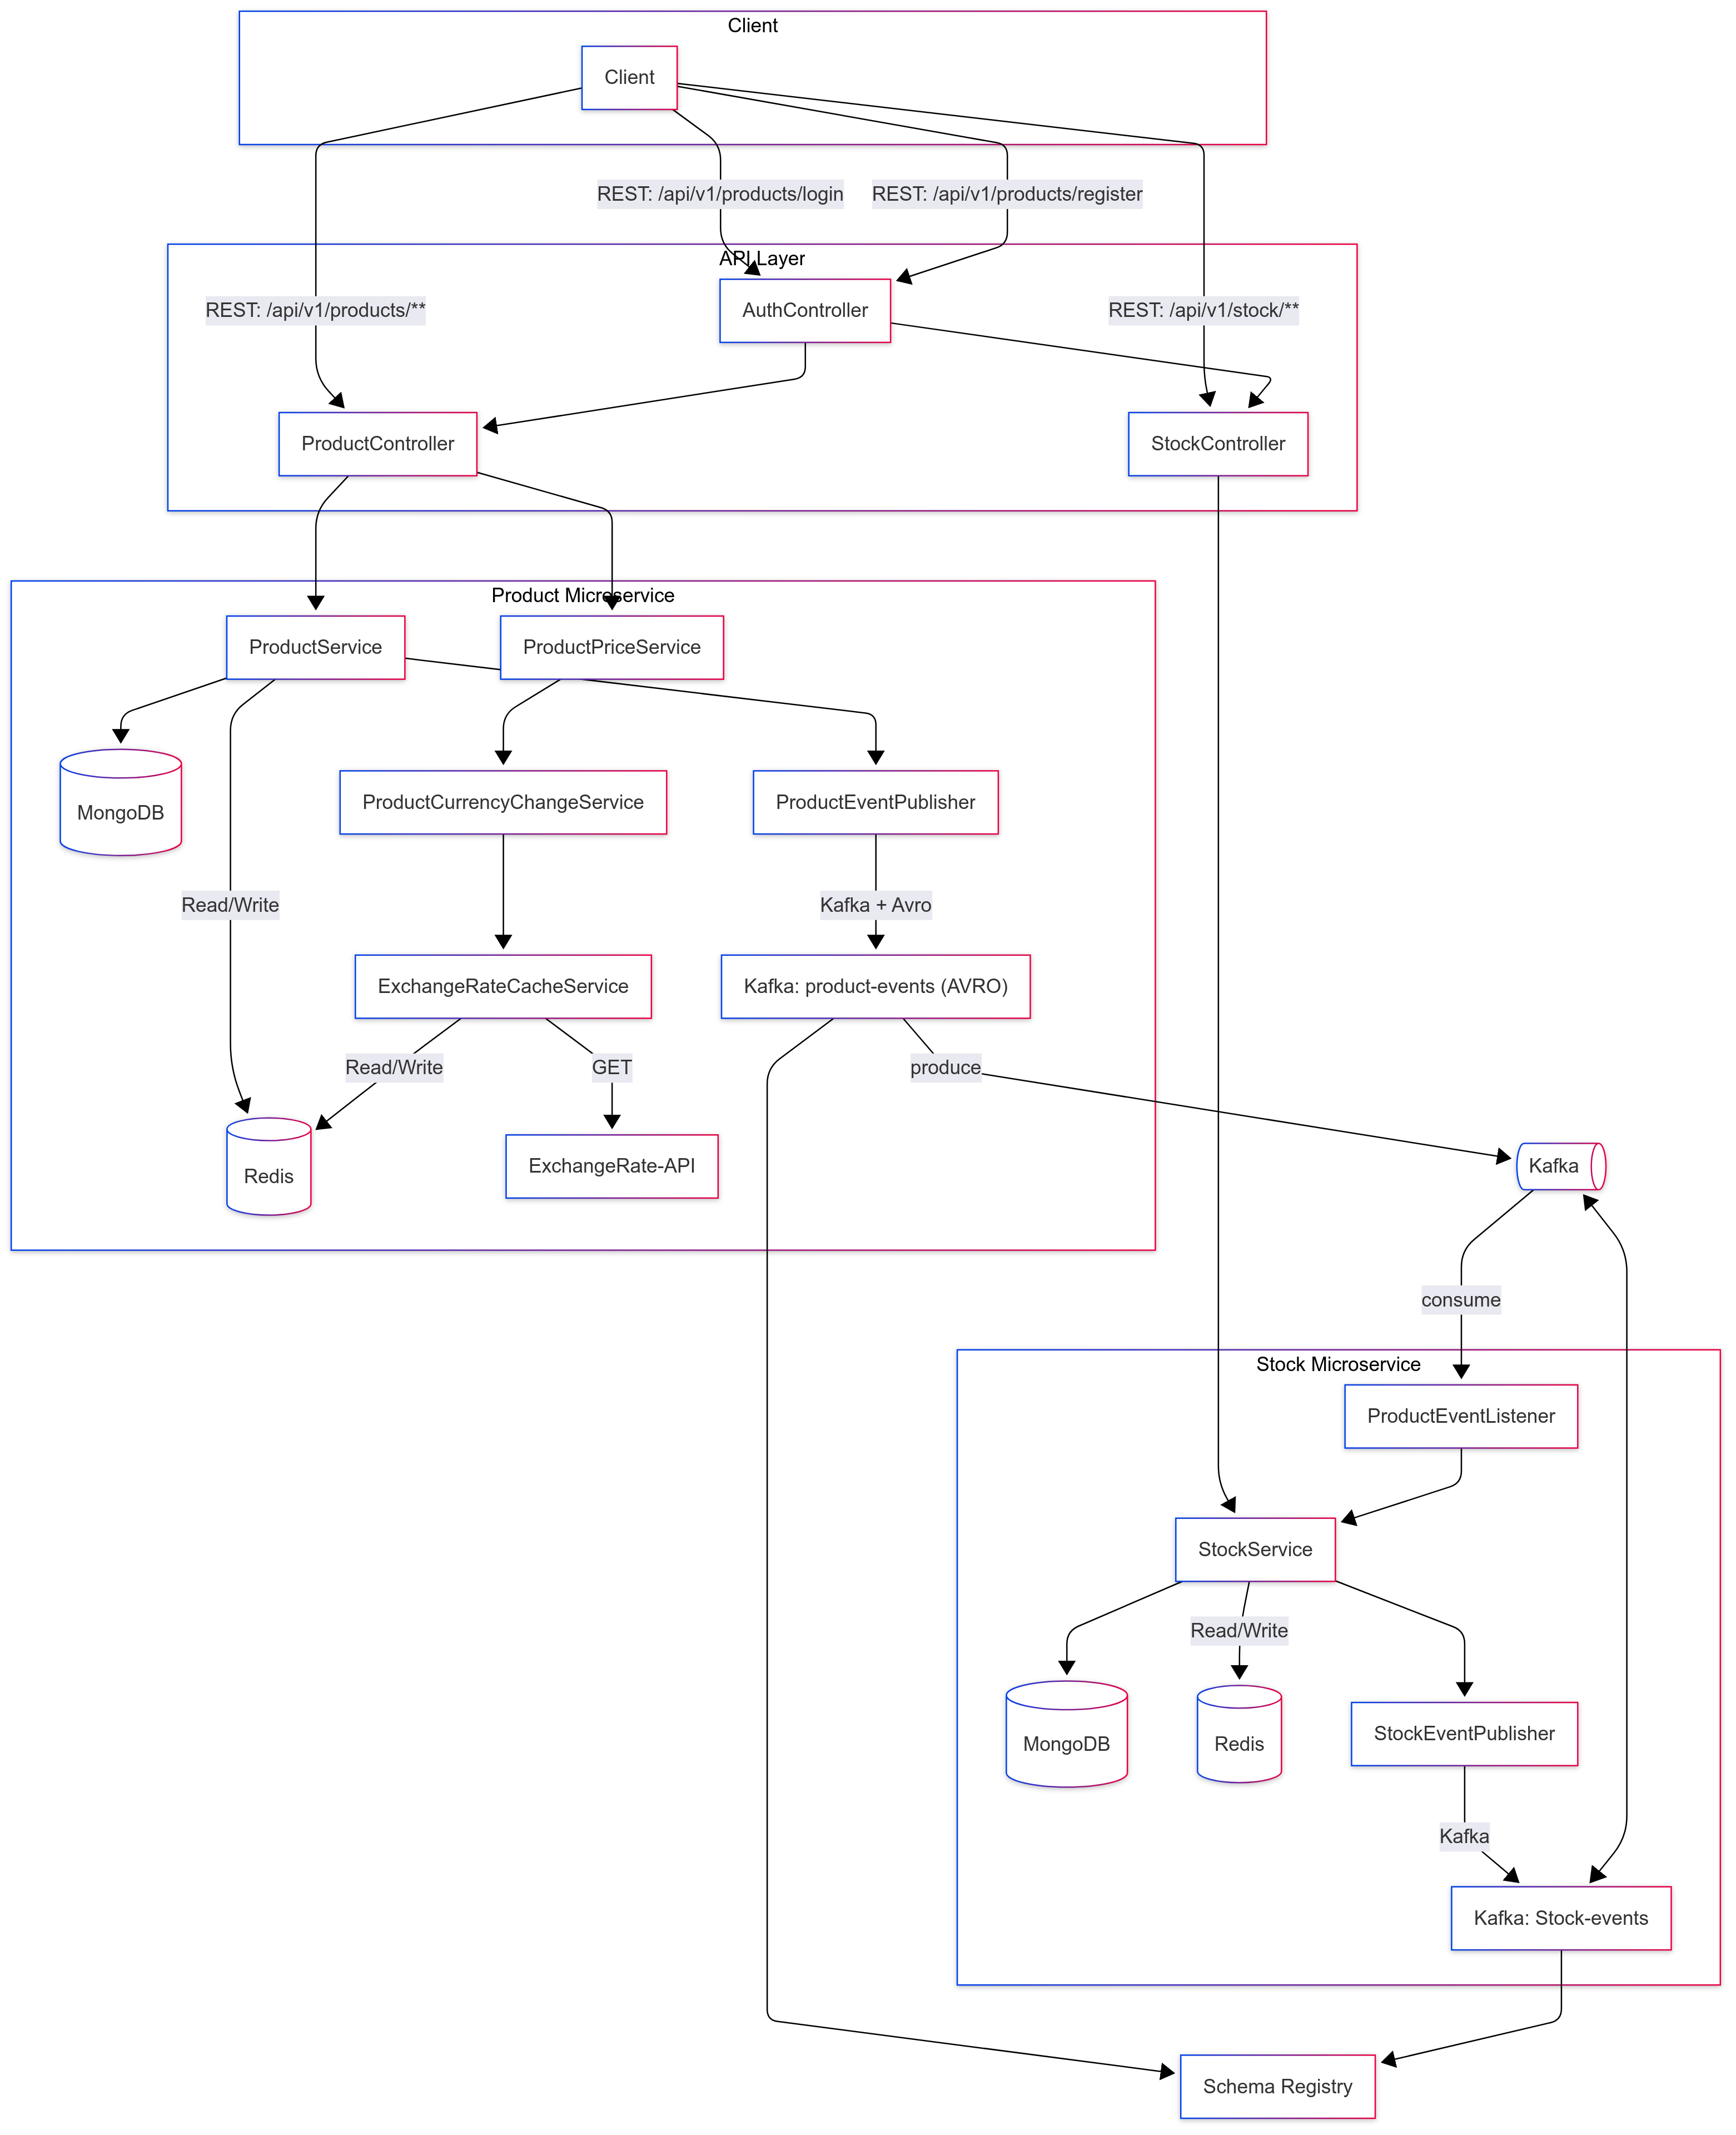 Client
Client
REST: /api/v1/products/login
REST: /api/v1/products/register
API Layer
REST: /api/v1/products/**
AuthController
REST: /api/v1/stock/**
ProductController
StockController
Product Microservice
ProductService
ProductPriceService
MongoDB
ProductCurrencyChangeService
ProductEventPublisher
Read/Write
Kafka + Avro
ExchangeRateCacheService
Kafka: product-events (AVRO)
Read/Write
GET
produce
Redis
ExchangeRate-API
Kafka
consume
Stock Microservice
ProductEventListener
StockService
Read/Write
MongoDB
Redis
StockEventPublisher
Kafka
Kafka: Stock-events
Schema Registry